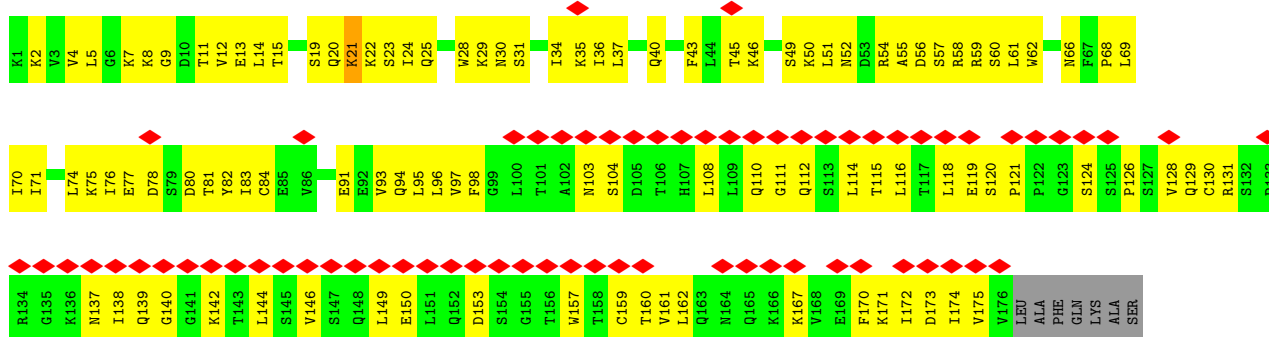 K1 K2 V3 V4 L5 G6 K7 K8 G9 D10 T11 V12 E13 L14 T15 S19 Q20 K21 K22 S23 I24 Q25 W28 K29 N30 S31 I34 K35 I36 L37 Q40 F43 L44 T45 K46 S49 K50 L51 N52 D53 R54 A55 D56 S57 R58 R59 S60 L61 W62 N66 F67 P68 L69
I70 I71 L74 K75 I76 E77 D78 S79 D80 T81 Y82 I83 C84 E85 V86 E91 E92 V93 Q94 L95 L96 V97 F98 G99 L100 T101 A102 N103 S104 D105 T106 H107 L108 L109 Q110 G111 Q112 S113 L114 T115 L116 T117 L118 E119 S120 P121 P122 G123 S124 S125 P126 S127 V128 Q129 C130 R131 S132
R134 G135 K136 N137 I138 Q139 G140 G141 K142 T143 L144 S145 V146 S147 Q148 L149 E150 L151 Q152 D153 S154 G155 T156 W157 T158 C159 T160 V161 L162 Q163 N164 Q165 K166 K167 V168 E169 F170 K171 I172 D173 I174 V175 V176 LEU ALA PHE GLN LYS ALA SER